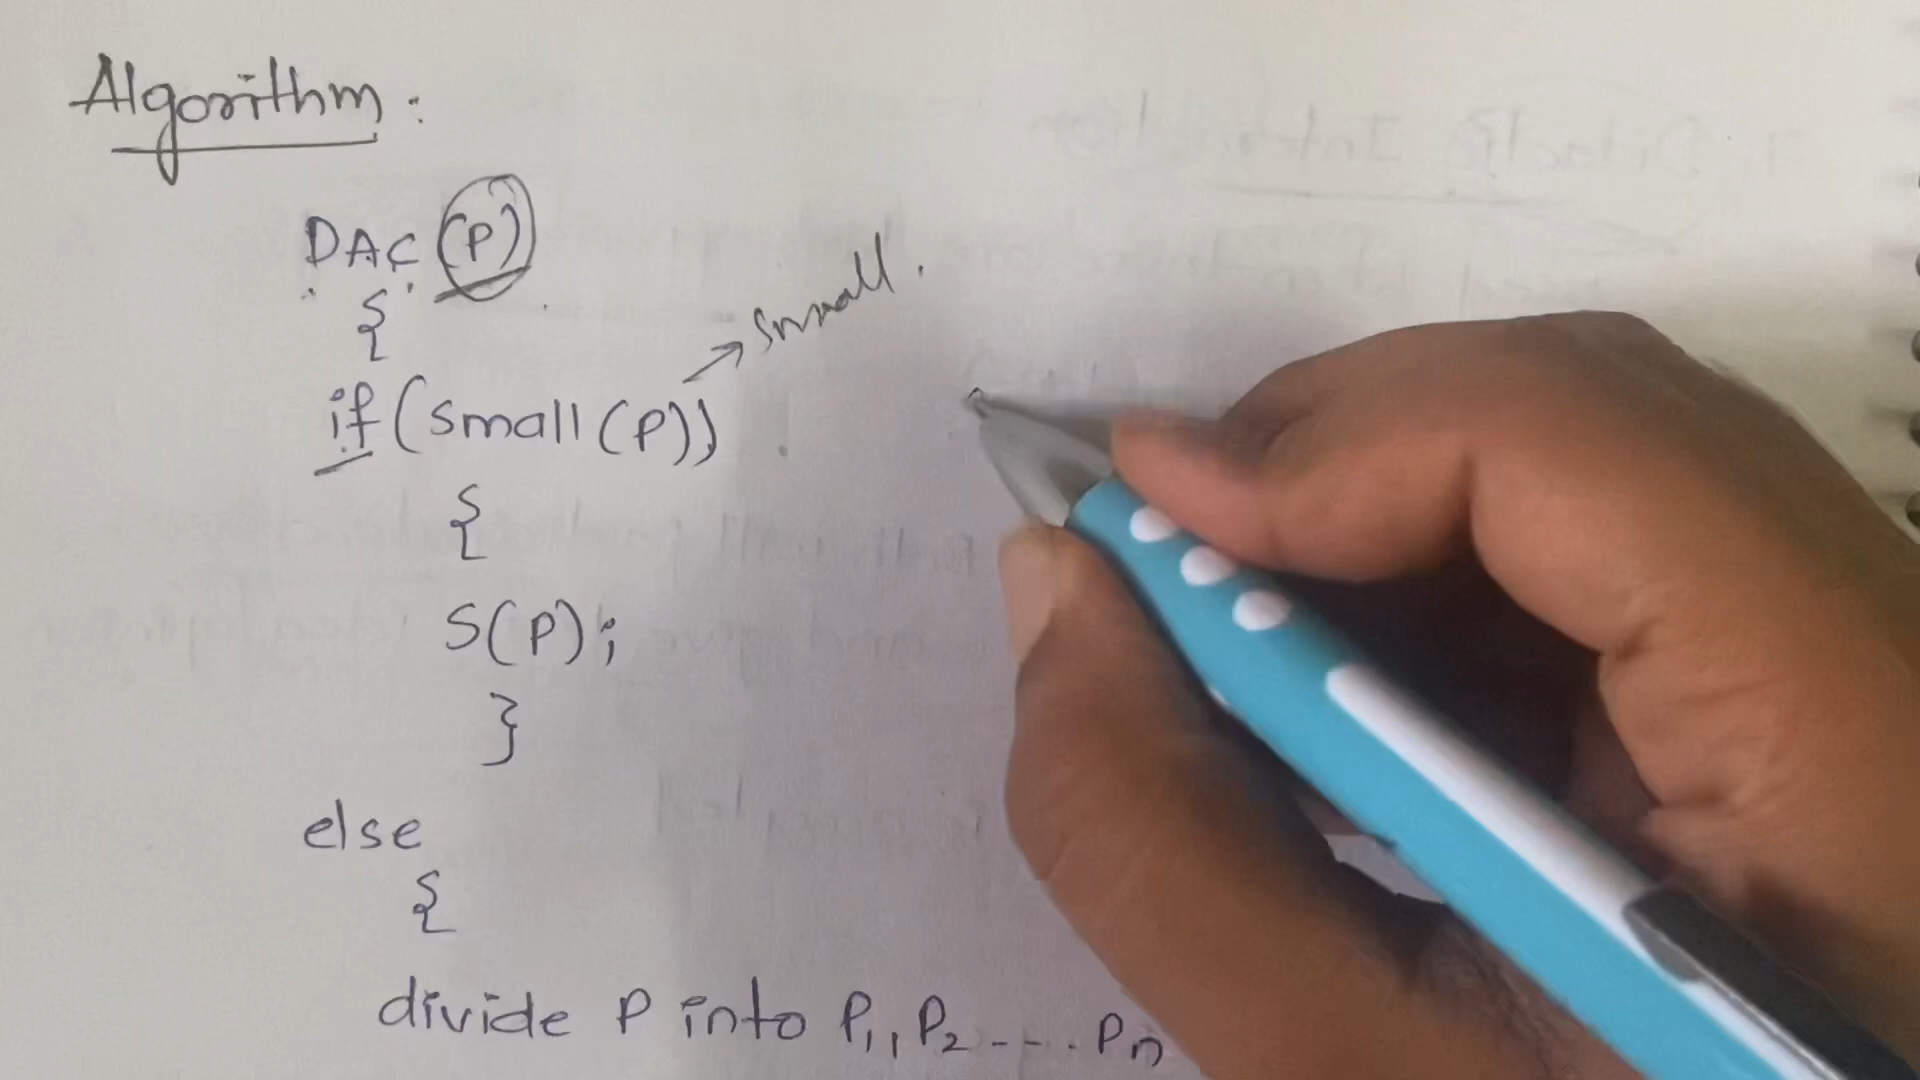 Algorithm:
DAC (P)
{
small.
if (small (P))
{
S(P);
}
else
{
divide P into P1, P2 ---- Pn